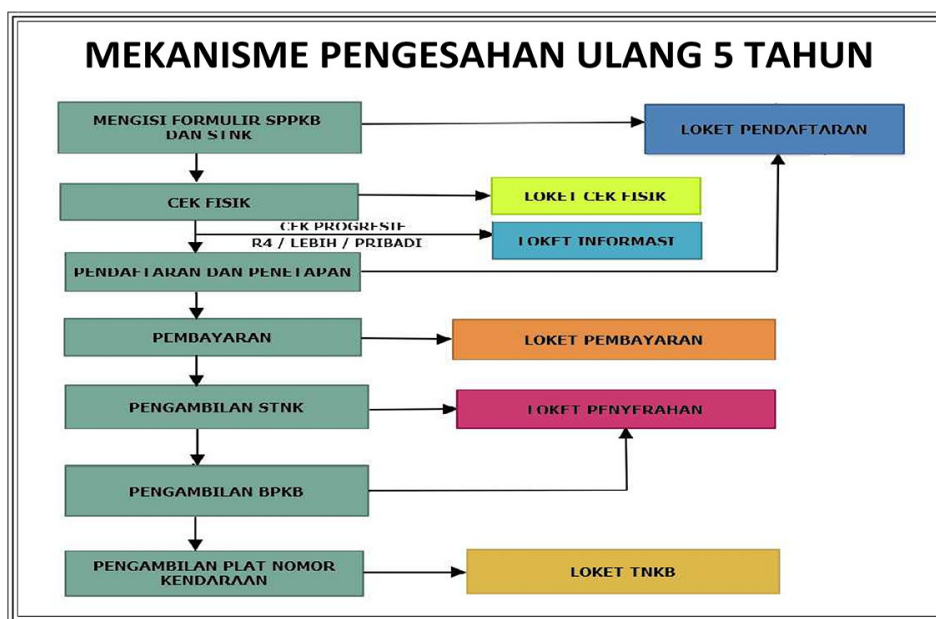 MEKANISME PENGESAHAN ULANG 5 TAHUN
MENGISI FORMULIR SPPKB
DAN STNK
LOKET PENDAFTARAN
CEK FISIK
LOKET CEK FISIK
CEK PROGRESIF
R4 / LEBIH / PRIBADI
LOKET INFORMASI
PENDAFTARAN DAN PENETAPAN
PEMBAYARAN
LOKET PEMBAYARAN
PENGAMBILAN STNK
LOKET PENYERAHAN
PENGAMBILAN BPKB
PENGAMBILAN PLAT NOMOR
KENDARAAN
LOKET TNKB